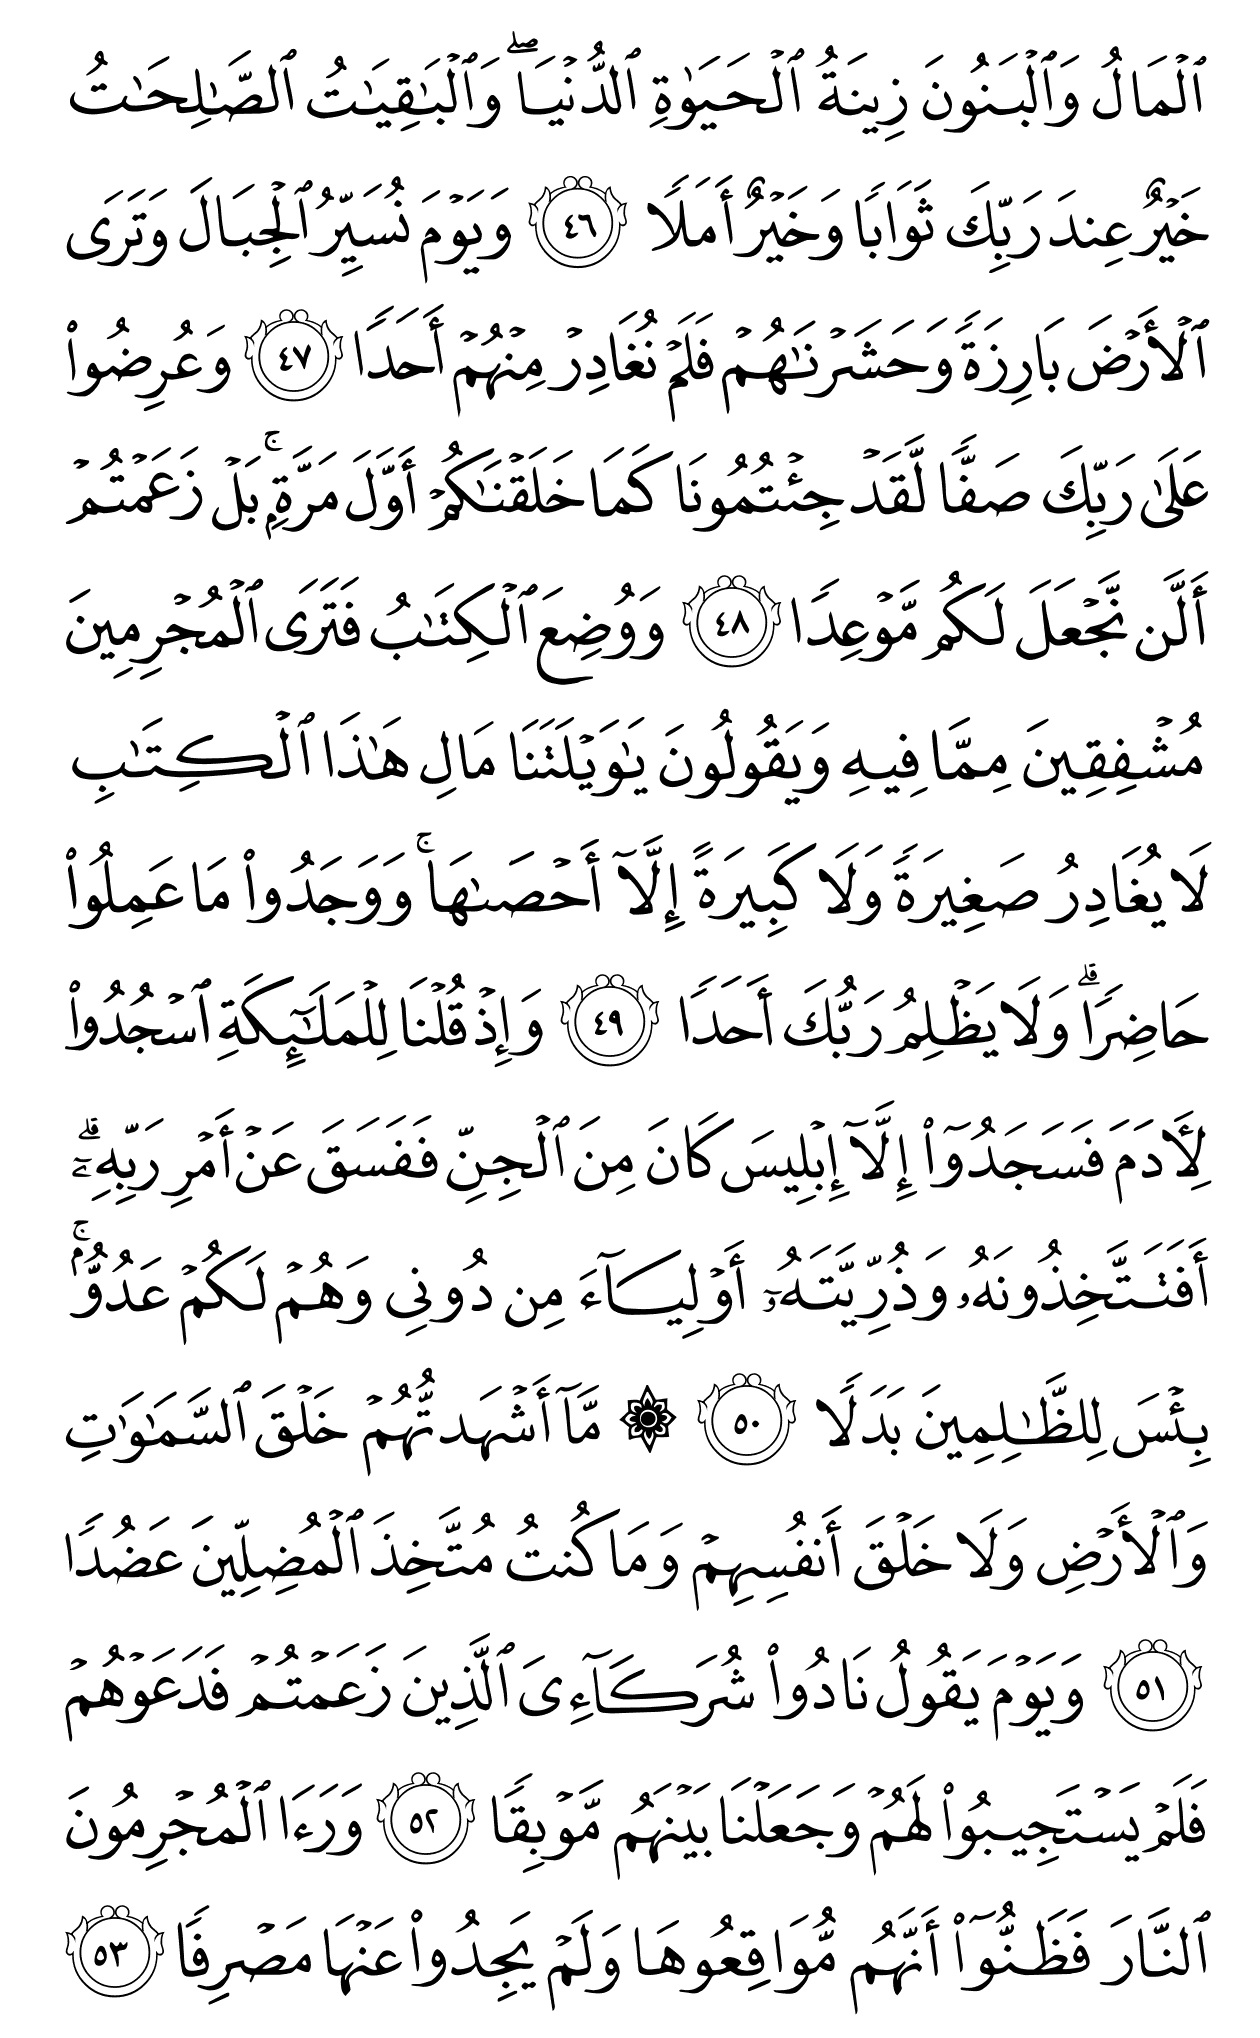 ٱلۡمَالُ وَٱلۡبَنُونَ زِينَةُ ٱلۡحَيَوٰةِ ٱلدُّنۡيَاۖ وَٱلۡبَٰقِيَٰتُ ٱلصَّٰلِحَٰتُ
خَيۡرٌ عِندَ رَبِّكَ ثَوَابٗا وَخَيۡرٌ أَمَلٗا ٤٦ وَيَوۡمَ نُسَيِّرُ ٱلۡجِبَالَ وَتَرَى
ٱلۡأَرۡضَ بَارِزَةٗ وَحَشَرۡنَٰهُمۡ فَلَمۡ نُغَادِرۡ مِنۡهُمۡ أَحَدٗا ٤٧ وَعُرِضُواْ
عَلَىٰ رَبِّكَ صَفّٗا لَّقَدۡ جِئۡتُمُونَا كَمَا خَلَقۡنَٰكُمۡ أَوَّلَ مَرَّةِۭۚ بَلۡ زَعَمۡتُمۡ
أَلَّن نَّجۡعَلَ لَكُم مَّوۡعِدٗا ٤٨ وَوُضِعَ ٱلۡكِتَٰبُ فَتَرَى ٱلۡمُجۡرِمِينَ
مُشۡفِقِينَ مِمَّا فِيهِ وَيَقُولُونَ يَٰوَيۡلَتَنَا مَالِ هَٰذَا ٱلۡكِتَٰبِ
لَا يُغَادِرُ صَغِيرَةٗ وَلَا كَبِيرَةً إِلَّآ أَحۡصَىٰهَاۚ وَوَجَدُواْ مَا عَمِلُواْ
حَاضِرٗاۗ وَلَا يَظۡلِمُ رَبُّكَ أَحَدٗا ٤٩ وَإِذۡ قُلۡنَا لِلۡمَلَٰٓئِكَةِ ٱسۡجُدُواْ
لِأٓدَمَ فَسَجَدُوٓاْ إِلَّآ إِبۡلِيسَ كَانَ مِنَ ٱلۡجِنِّ فَفَسَقَ عَنۡ أَمۡرِ رَبِّهِۦٓۗ
أَفَتَتَّخِذُونَهُۥ وَذُرِّيَّتَهُۥٓ أَوۡلِيَآءَ مِن دُونِي وَهُمۡ لَكُمۡ عَدُوُّۢۚ
بِئۡسَ لِلظَّٰلِمِينَ بَدَلٗا ٥٠ ۞ مَّآ أَشۡهَدتُّهُمۡ خَلۡقَ ٱلسَّمَٰوَٰتِ
وَٱلۡأَرۡضِ وَلَا خَلۡقَ أَنفُسِهِمۡ وَمَا كُنتُ مُتَّخِذَ ٱلۡمُضِلِّينَ عَضُدٗا
٥١ وَيَوۡمَ يَقُولُ نَادُواْ شُرَكَآءِيَ ٱلَّذِينَ زَعَمۡتُمۡ فَدَعَوۡهُمۡ
فَلَمۡ يَسۡتَجِيبُواْ لَهُمۡ وَجَعَلۡنَا بَيۡنَهُم مَّوۡبِقٗا ٥٢ وَرَءَا ٱلۡمُجۡرِمُونَ
ٱلنَّارَ فَظَنُّوٓاْ أَنَّهُم مُّوَاقِعُوهَا وَلَمۡ يَجِدُواْ عَنۡهَا مَصۡرِفٗا ٥٣